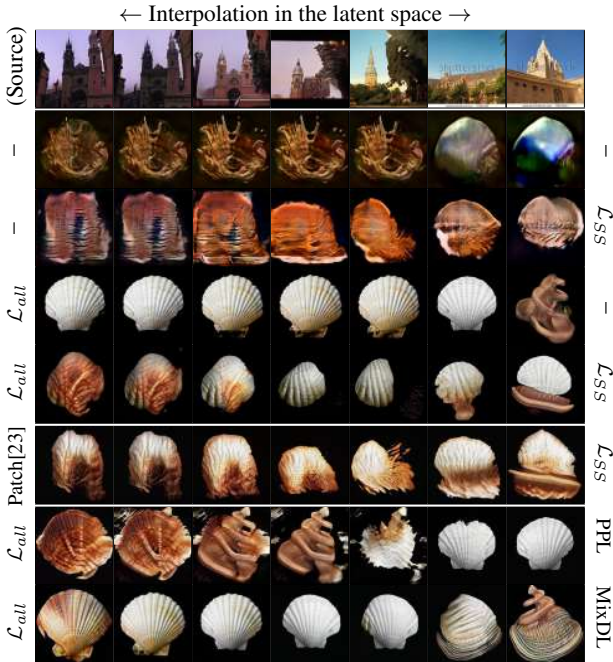 ← Interpolation in the latent space →
(Source)
– –
– 𝓛_SS
𝓛_all –
𝓛_all 𝓛_SS
Patch[23] 𝓛_SS
𝓛_all PPL
𝓛_all MixDL